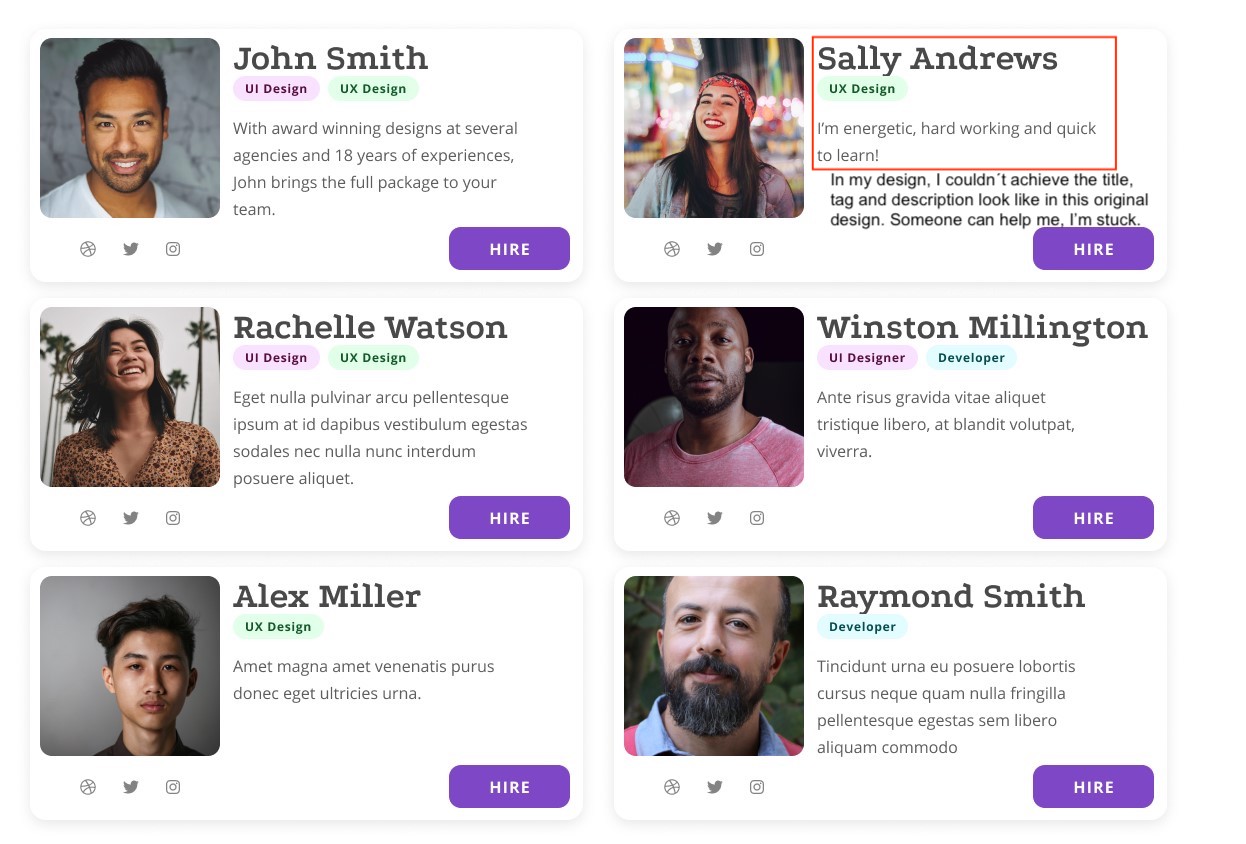 John Smith
UI Design UX Design
With award winning designs at several
agencies and 18 years of experiences,
John brings the full package to your
team.
HIRE
Sally Andrews
UX Design
I'm energetic, hard working and quick
to learn!
In my design, I couldn´t achieve the title,
tag and description look like in this original
design. Someone can help me, I'm stuck.
HIRE
Rachelle Watson
UI Design UX Design
Eget nulla pulvinar arcu pellentesque
ipsum at id dapibus vestibulum egestas
sodales nec nulla nunc interdum
posuere aliquet.
HIRE
Winston Millington
UI Designer Developer
Ante risus gravida vitae aliquet
tristique libero, at blandit volutpat,
viverra.
HIRE
Alex Miller
UX Design
Amet magna amet venenatis purus
donec eget ultricies urna.
HIRE
Raymond Smith
Developer
Tincidunt urna eu posuere lobortis
cursus neque quam nulla fringilla
pellentesque egestas sem libero
aliquam commodo
HIRE